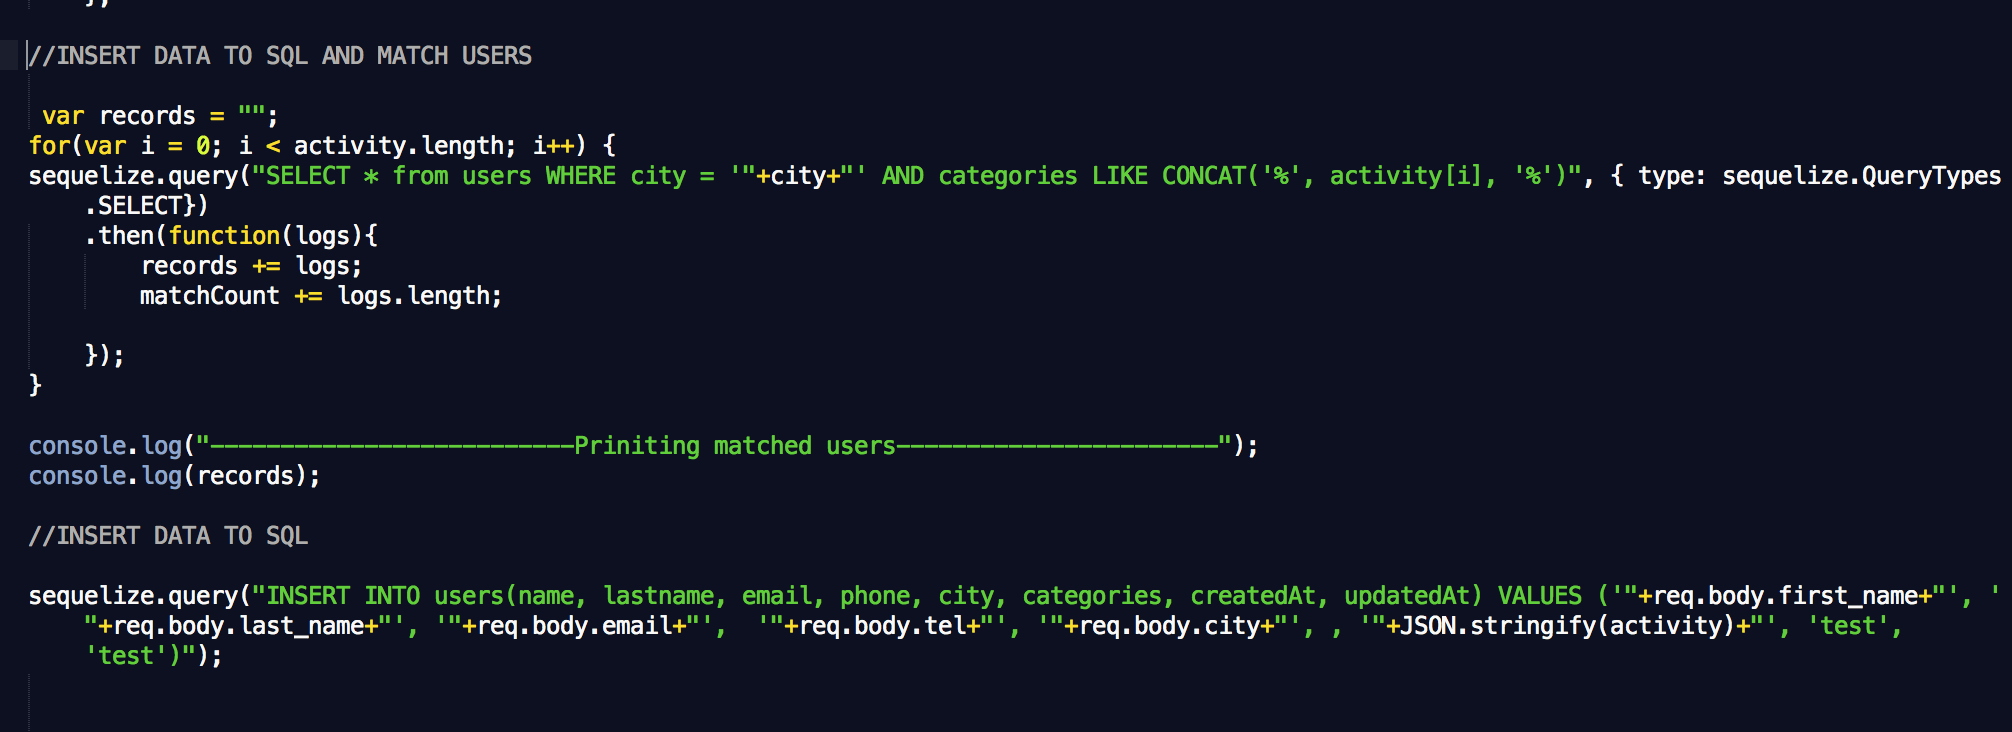 };
//INSERT DATA TO SQL AND MATCH USERS
var records = "";
for(var i = 0; i < activity.length; i++) {
sequelize.query("SELECT * from users WHERE city = '"+city+"' AND categories LIKE CONCAT('%', activity[i], '%')", { type: sequelize.QueryTypes
.SELECT})
.then(function(logs){
records += logs;
matchCount += logs.length;
});
}
console.log("--------------------------Priniting matched users-----------------------");
console.log(records);
//INSERT DATA TO SQL
sequelize.query("INSERT INTO users(name, lastname, email, phone, city, categories, createdAt, updatedAt) VALUES ('"+req.body.first_name+"', '
"+req.body.last_name+"', '"+req.body.email+"',  '"+req.body.tel+"', '"+req.body.city+"', , '"+JSON.stringify(activity)+"', 'test',
'test')");